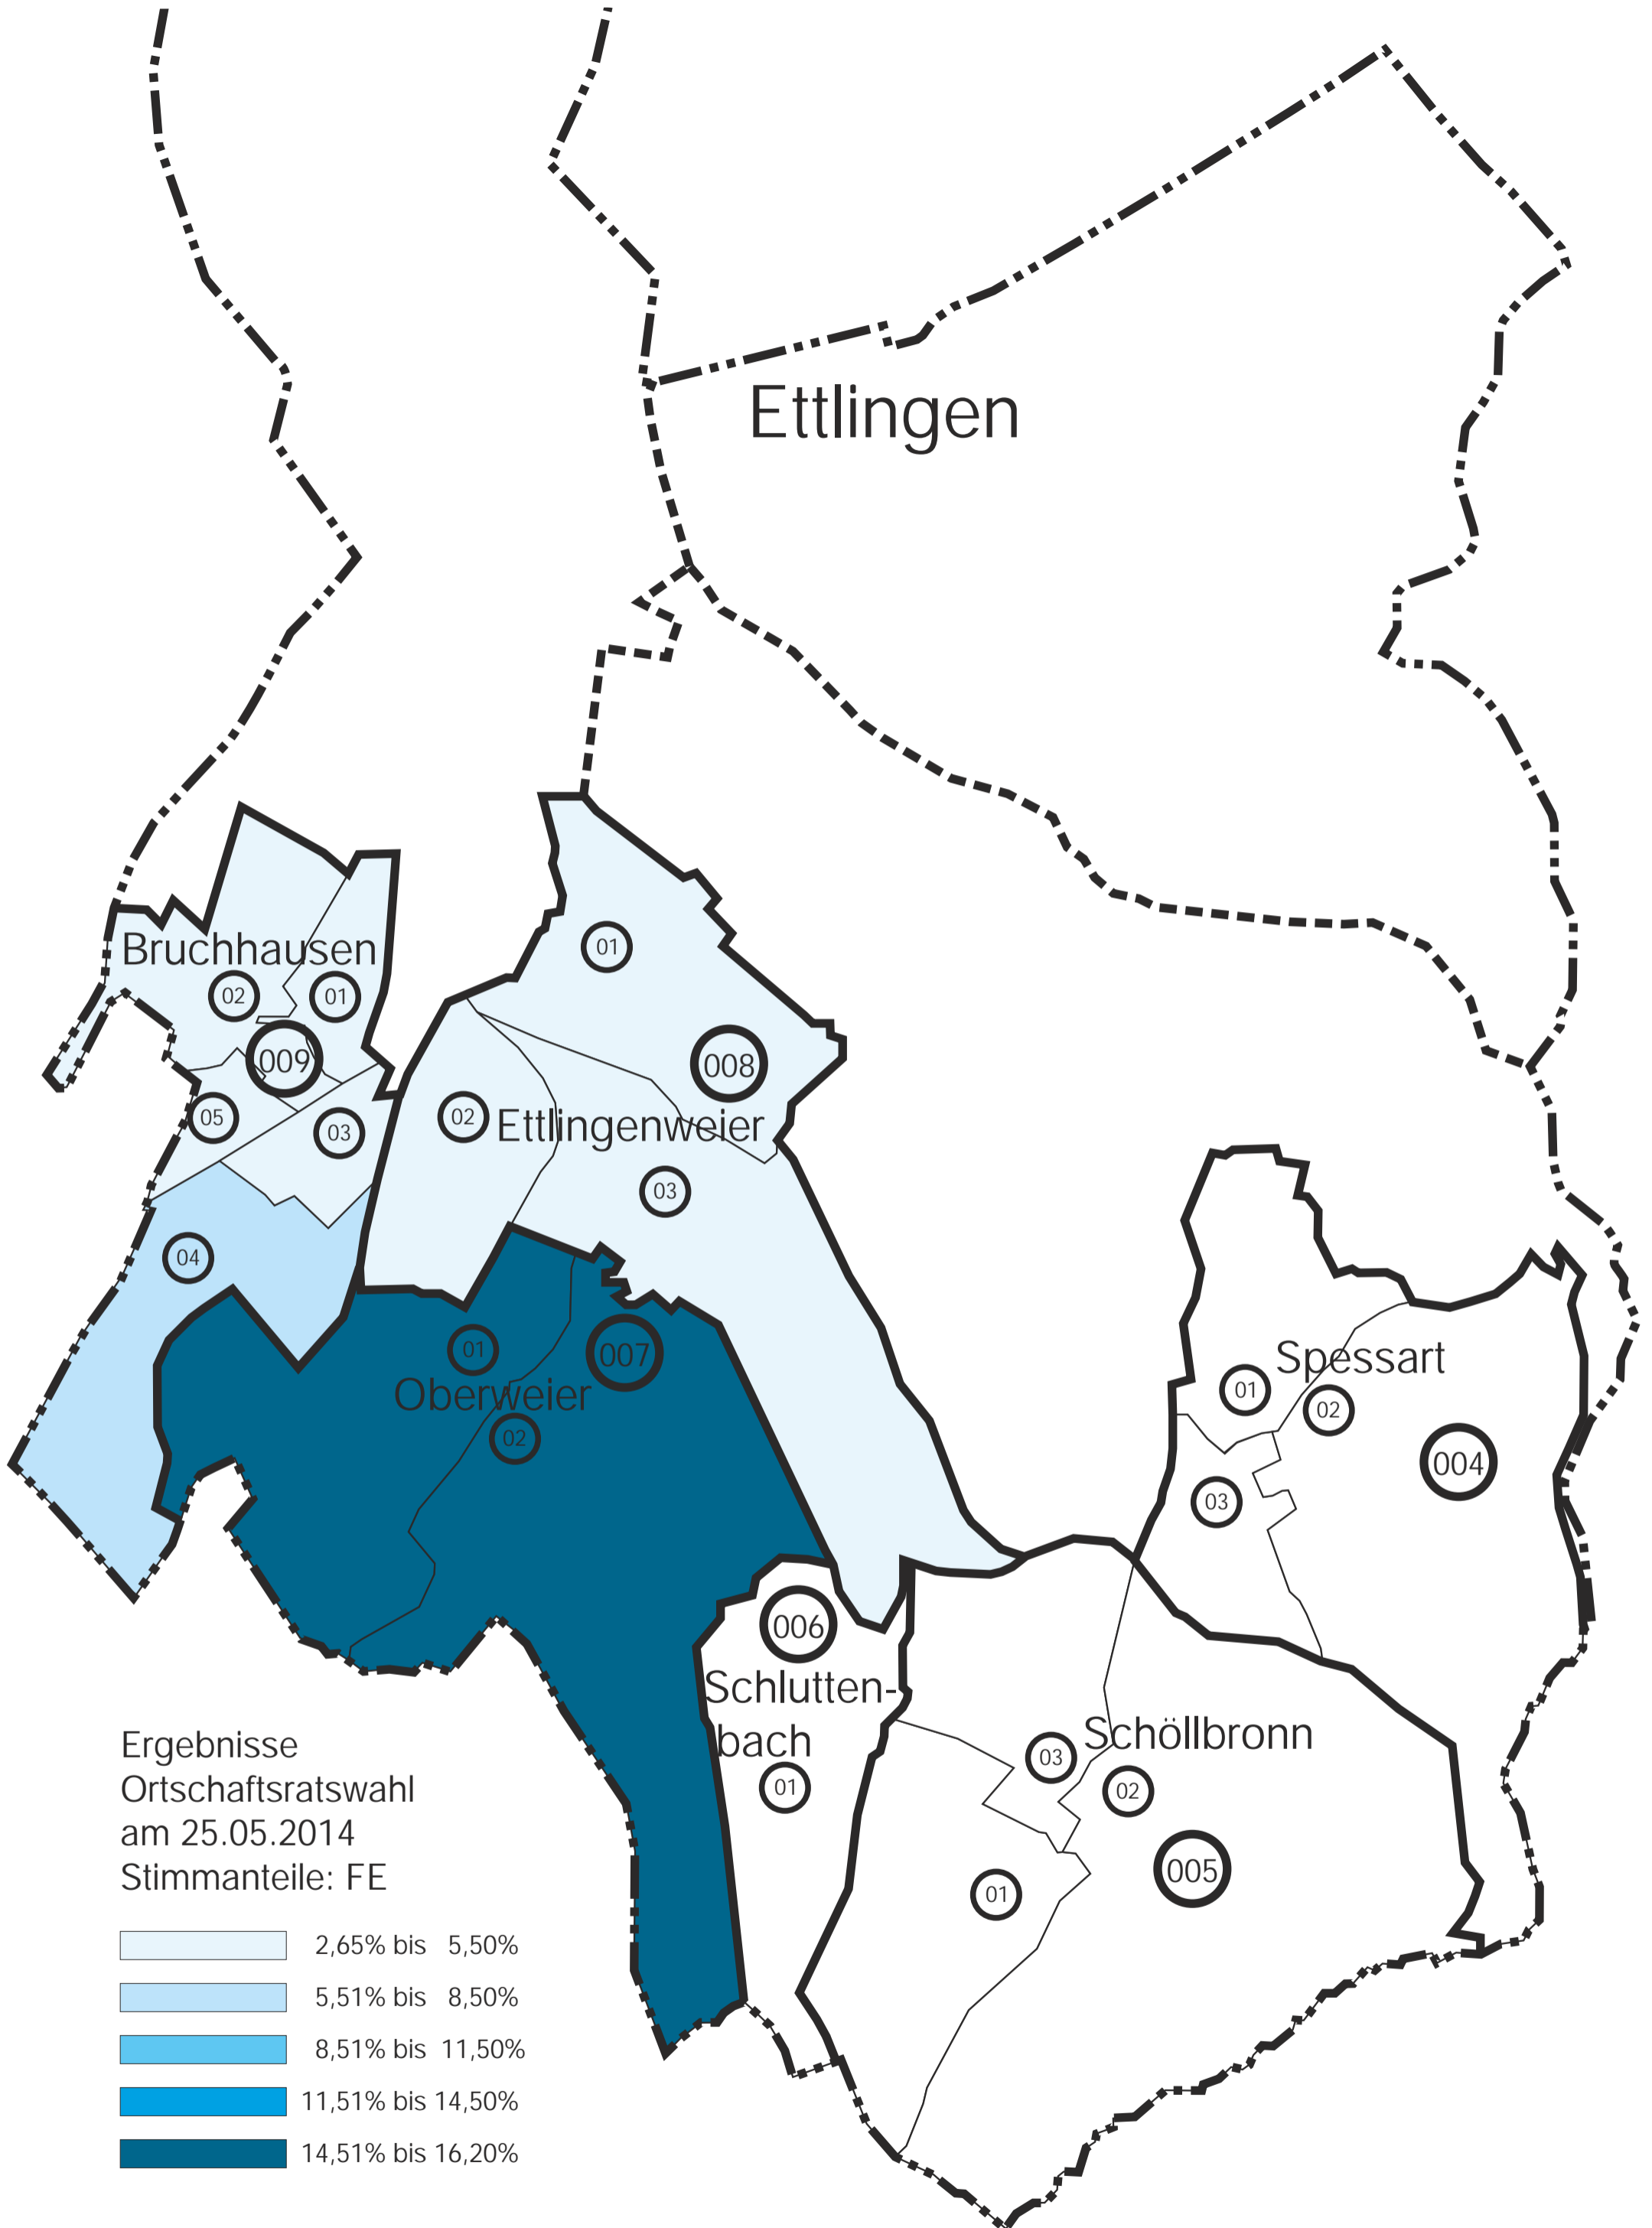 Ettlingen
Bruchhausen
02
01
009
05
03
04
01
008
02
Ettlingenweier
03
01
007
Oberweier
02
Spessart
01
02
004
03
006
Schlutten-
bach
01
Schöllbronn
03
02
005
01
Ergebnisse
Ortschaftsratswahl
am 25.05.2014
Stimmanteile: FE
2,65% bis 5,50%
5,51% bis 8,50%
8,51% bis 11,50%
11,51% bis 14,50%
14,51% bis 16,20%